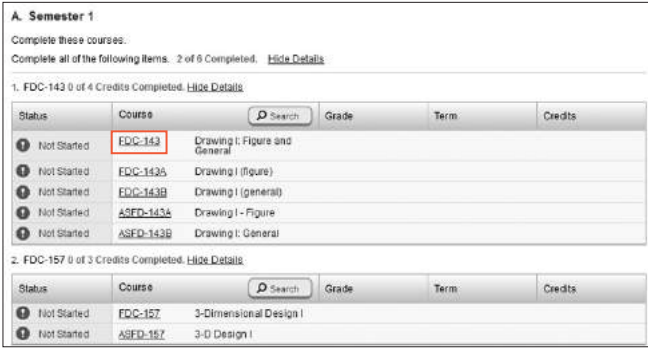 A. Semester 1
Complete these courses.
Complete all of the following items. 2 of 6 Completed. Hide Details
1. FDC-143 0 of 4 Credits Completed. Hide Details
Status Course Search Grade Term Credits
Not Started FDC-143 Drawing I: Figure and General
Not Started FDC-143A Drawing I (figure)
Not Started FDC-143B Drawing I (general)
Not Started ASFD-143A Drawing I - Figure
Not Started ASFD-143B Drawing I: General
2. FDC-157 0 of 3 Credits Completed. Hide Details
Status Course Search Grade Term Credits
Not Started FDC-157 3-Dimensional Design I
Not Started ASFD-157 3-D Design I